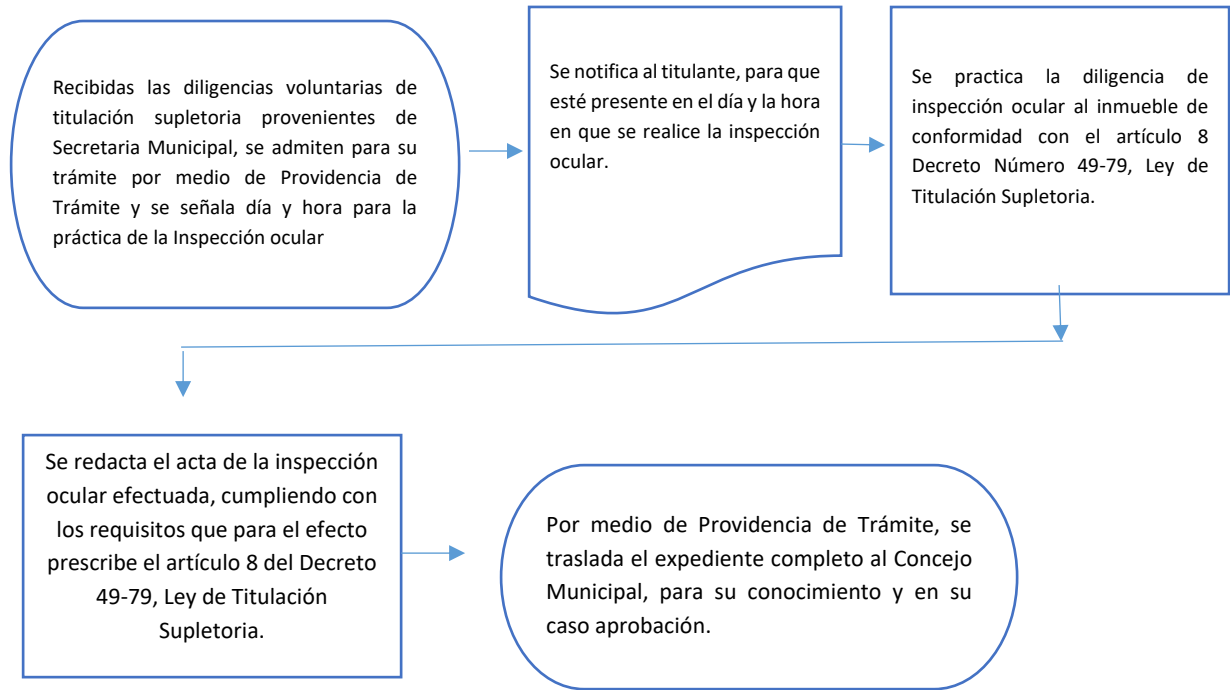 Recibidas las diligencias voluntarias de
titulación supletoria provenientes de
Secretaria Municipal, se admiten para su
trámite por medio de Providencia de
Trámite y se señala día y hora para la
práctica de la Inspección ocular
Se notifica al titulante, para que
esté presente en el día y la hora
en que se realice la inspección
ocular.
Se practica la diligencia de
inspección ocular al inmueble de
conformidad con el artículo 8
Decreto Número 49-79, Ley de
Titulación Supletoria.
Se redacta el acta de la inspección
ocular efectuada, cumpliendo con
los requisitos que para el efecto
prescribe el artículo 8 del Decreto
49-79, Ley de Titulación
Supletoria.
Por medio de Providencia de Trámite, se
traslada el expediente completo al Concejo
Municipal, para su conocimiento y en su
caso aprobación.